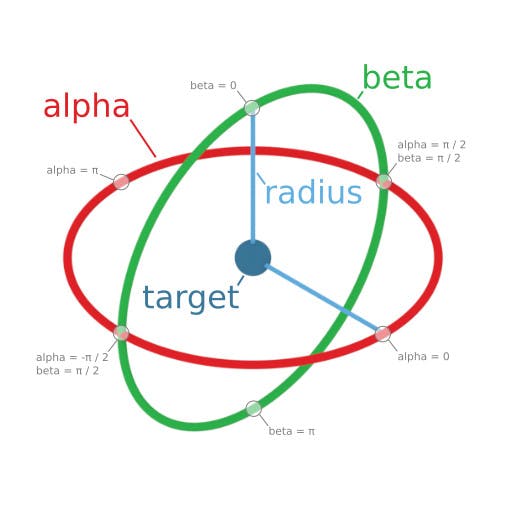 beta
beta = 0
alpha
alpha = π / 2
beta = π / 2
alpha = π
radius
target
alpha = -π / 2
beta = π / 2
alpha = 0
beta = π